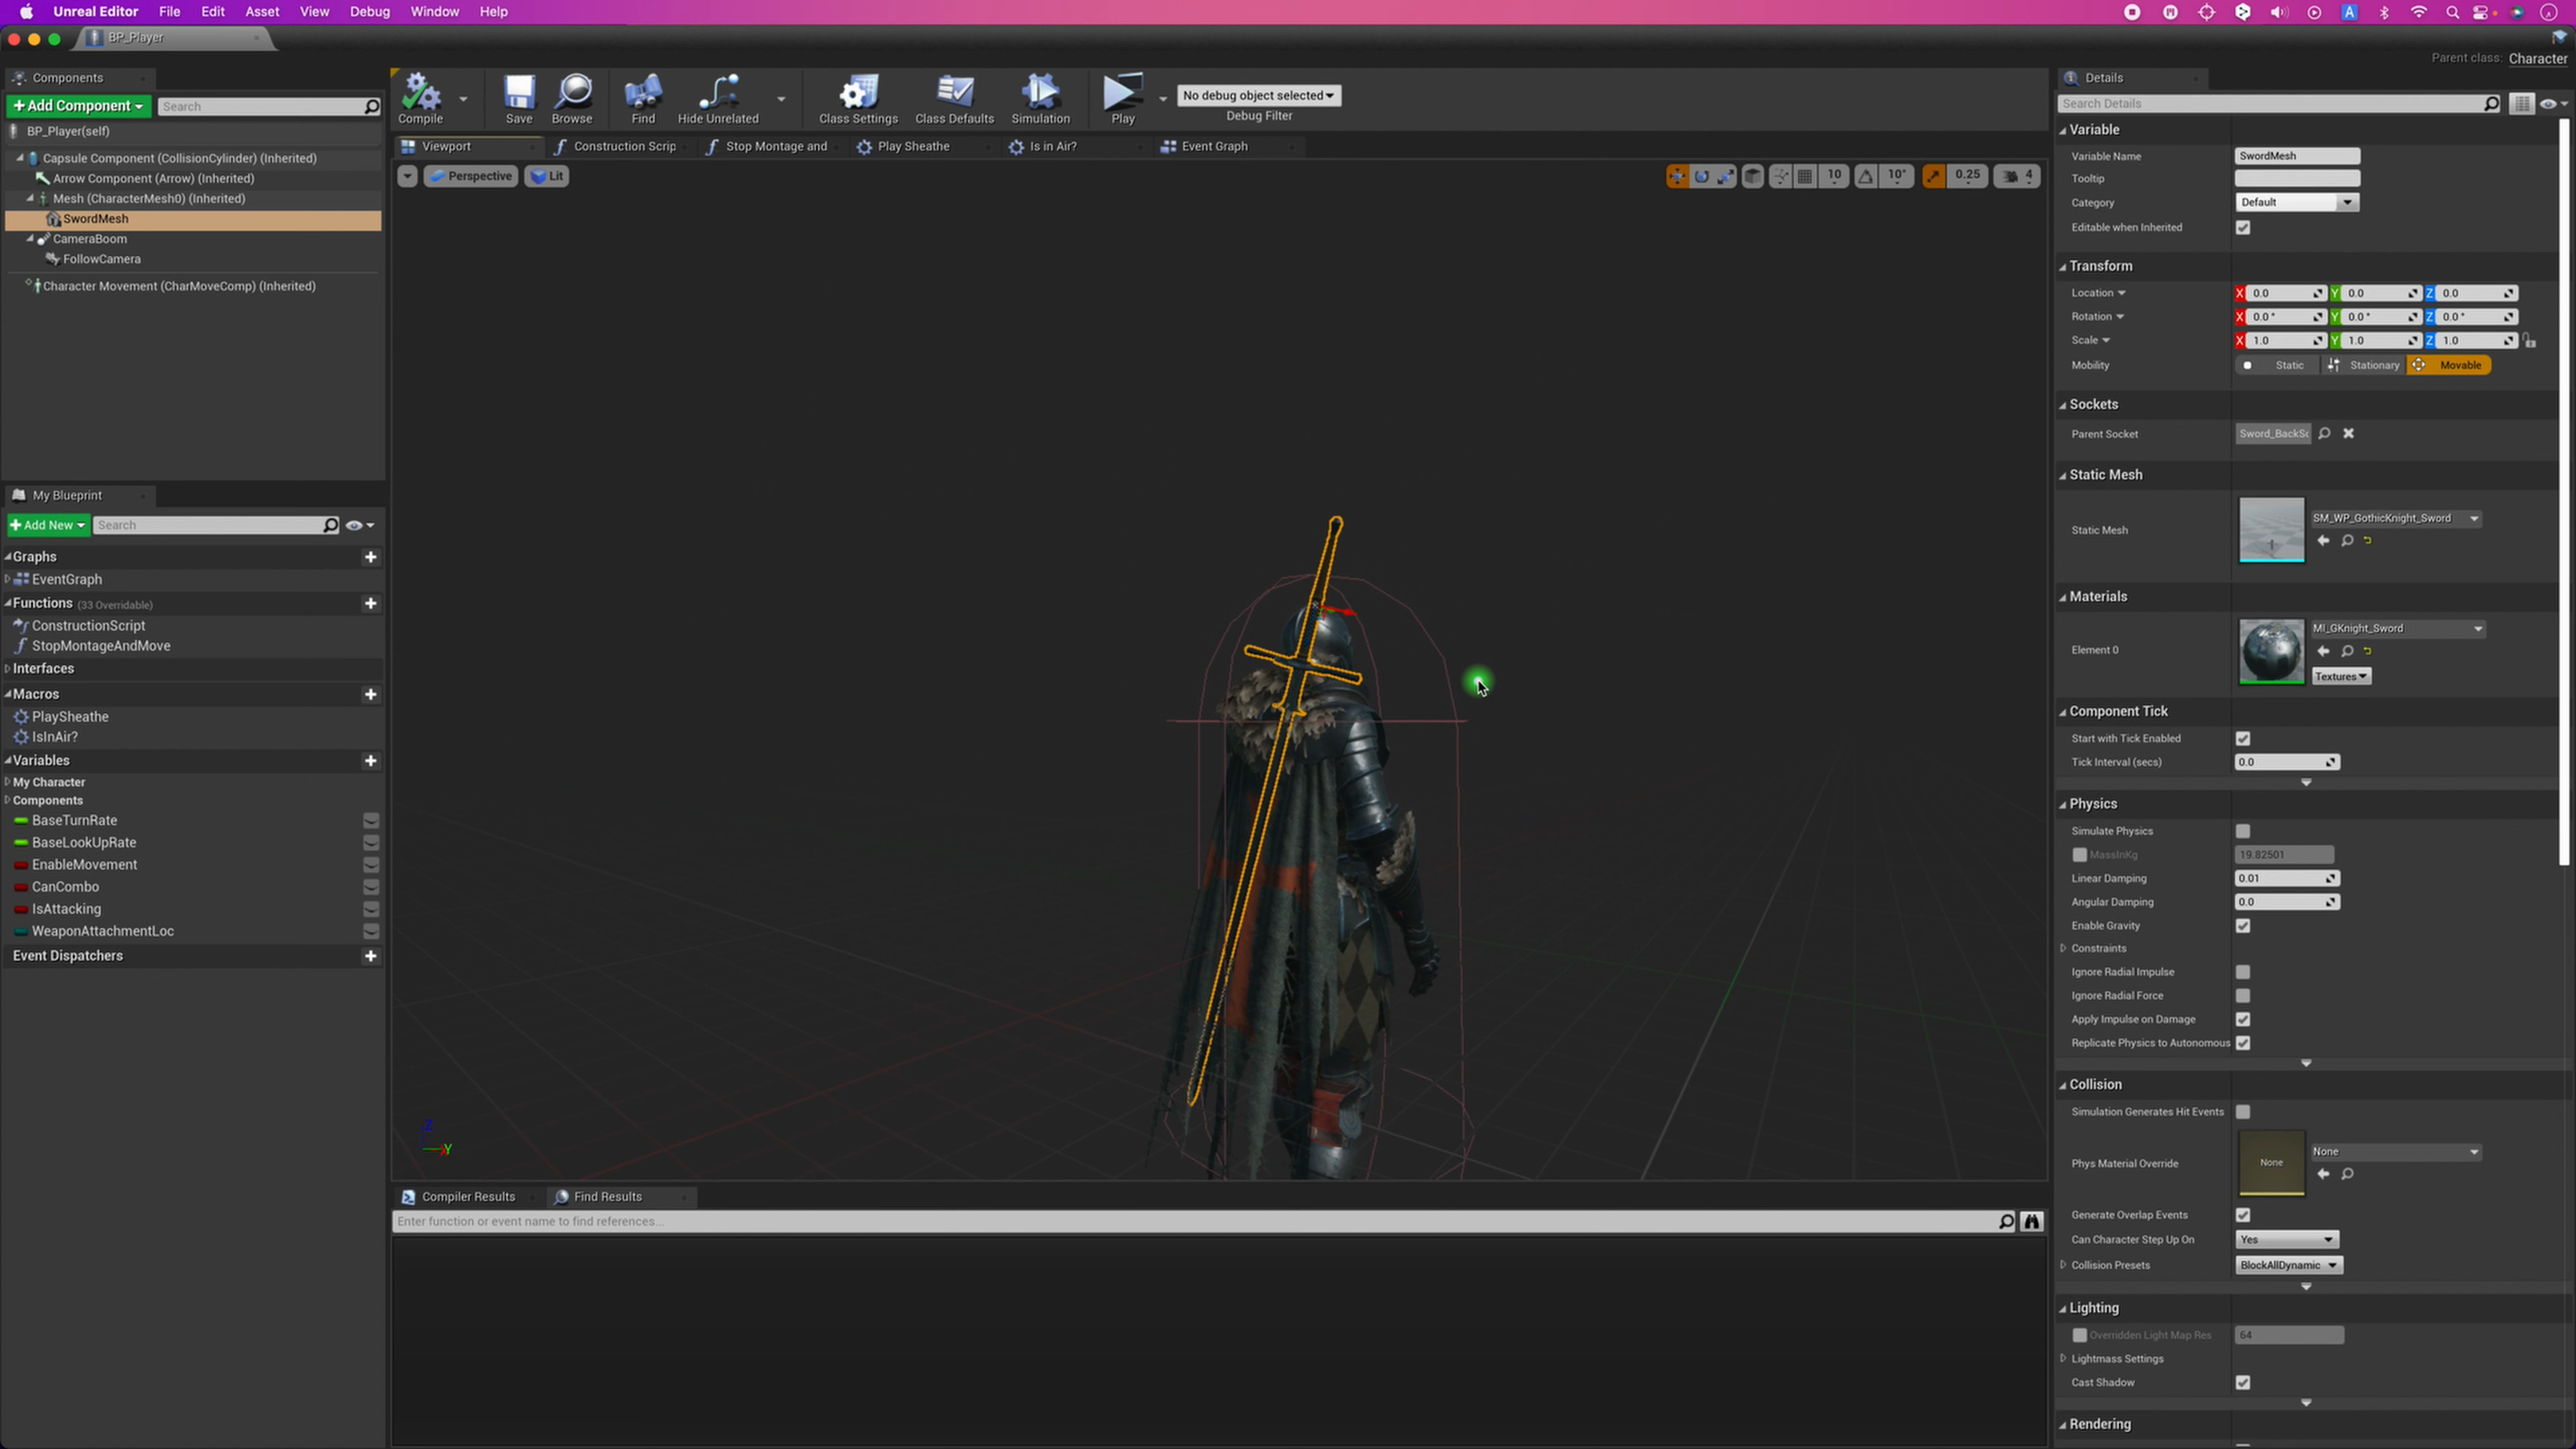 Unreal Editor File Edit Asset View Debug Window Help
BP_Player
Parent class: Character
Components
+Add Component Search
BP_Player(self)
Capsule Component (CollisionCylinder) (Inherited)
Arrow Component (Arrow) (Inherited)
Mesh (CharacterMesh0) (Inherited)
SwordMesh
CameraBoom
FollowCamera
Character Movement (CharMoveComp) (Inherited)
My Blueprint
+Add New Search
Graphs
EventGraph
Functions (33 Overridable)
ConstructionScript
StopMontageAndMove
Interfaces
Macros
PlaySheathe
IsInAir?
Variables
My Character
Components
BaseTurnRate
BaseLookUpRate
EnableMovement
CanCombo
IsAttacking
WeaponAttachmentLoc
Event Dispatchers
Compile Save Browse Find Hide Unrelated Class Settings Class Defaults Simulation Play
No debug object selected
Debug Filter
Viewport Construction Scrip Stop Montage and Play Sheathe Is in Air? Event Graph
Perspective Lit 10 10° 0.25 4
Z
Y
Compiler Results Find Results
Enter function or event name to find references...
Details
Search Details
Variable
Variable Name SwordMesh
Tooltip
Category Default
Editable when Inherited
Transform
Location X 0.0 Y 0.0 Z 0.0
Rotation X 0.0° Y 0.0° Z 0.0°
Scale X 1.0 Y 1.0 Z 1.0
Mobility Static Stationary Movable
Sockets
Parent Socket Sword_BackSo
Static Mesh
Static Mesh SM_WP_GothicKnight_Sword
Materials
Element 0 MI_GKnight_Sword
Textures
Component Tick
Start with Tick Enabled
Tick Interval (secs) 0.0
Physics
Simulate Physics
MassInKg 19.82501
Linear Damping 0.01
Angular Damping 0.0
Enable Gravity
Constraints
Ignore Radial Impulse
Ignore Radial Force
Apply Impulse on Damage
Replicate Physics to Autonomous
Collision
Simulation Generates Hit Events
Phys Material Override None None
Generate Overlap Events
Can Character Step Up On Yes
Collision Presets BlockAllDynamic
Lighting
Overridden Light Map Res 64
Lightmass Settings
Cast Shadow
Rendering